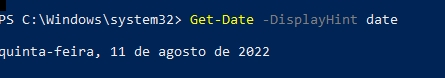 PS C:\Windows\system32> Get-Date -DisplayHint date
quinta-feira, 11 de agosto de 2022